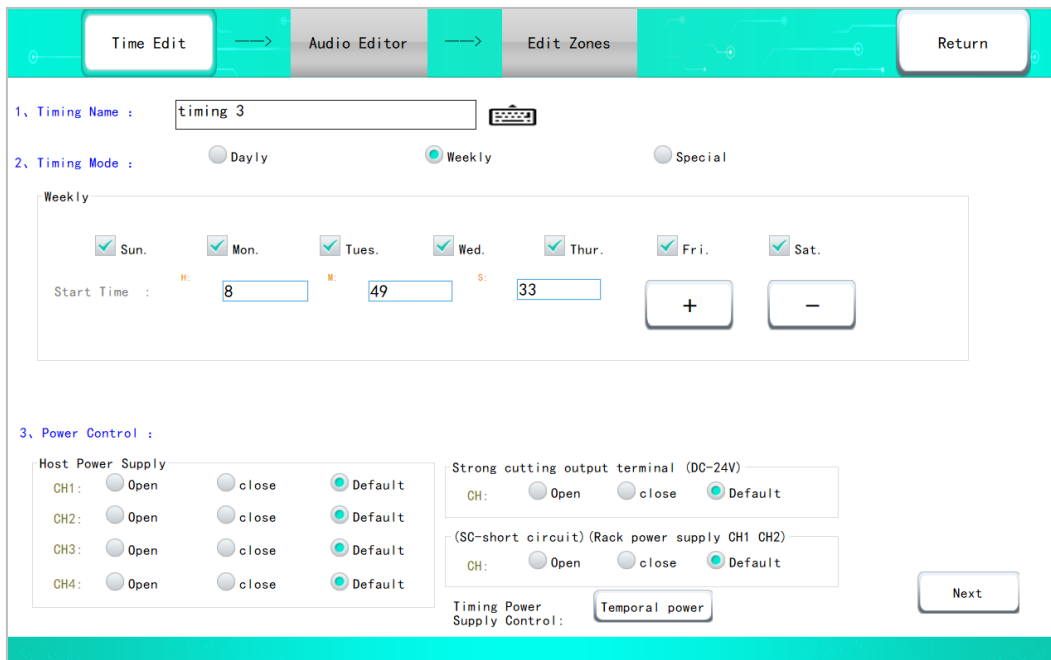 Time Edit ---> Audio Editor ---> Edit Zones Return
1、Timing Name : timing 3
2、Timing Mode : Dayly Weekly Special
Weekly
Sun. Mon. Tues. Wed. Thur. Fri. Sat.
Start Time : H: 8 M: 49 S: 33 + −
3、Power Control :
Host Power Supply
CH1: Open close Default
CH2: Open close Default
CH3: Open close Default
CH4: Open close Default
Strong cutting output terminal (DC-24V)
CH: Open close Default
(SC-short circuit)(Rack power supply CH1 CH2)
CH: Open close Default
Timing Power
Supply Control: Temporal power
Next